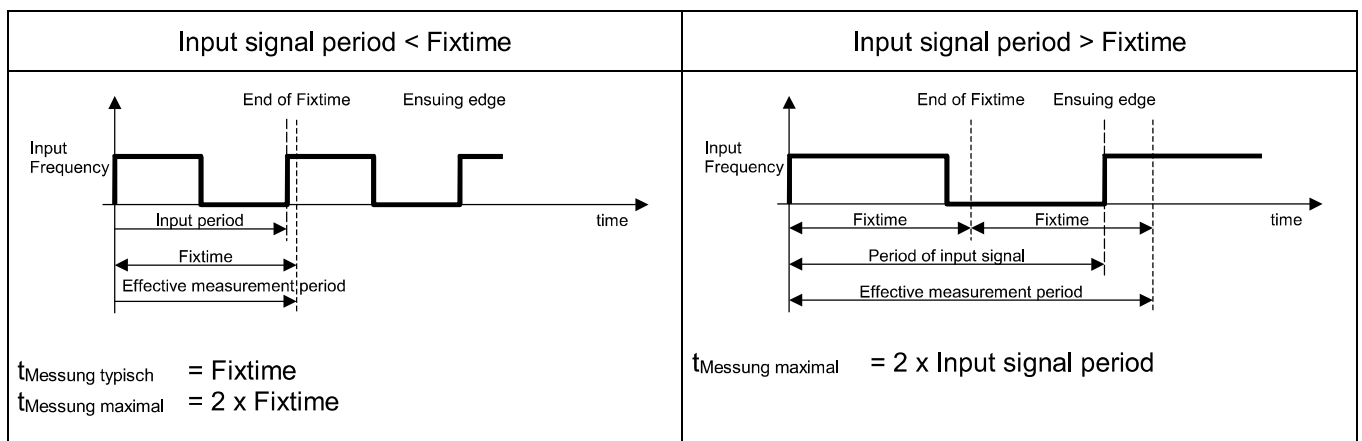 Input signal period < Fixtime
Input signal period > Fixtime
End of Fixtime
Ensuing edge
Input
Frequency
time
Input period
Fixtime
Effective measurement period
tMessung typisch = Fixtime
tMessung maximal = 2 x Fixtime
End of Fixtime
Ensuing edge
Input
Frequency
time
Fixtime
Fixtime
Period of input signal
Effective measurement period
tMessung maximal = 2 x Input signal period